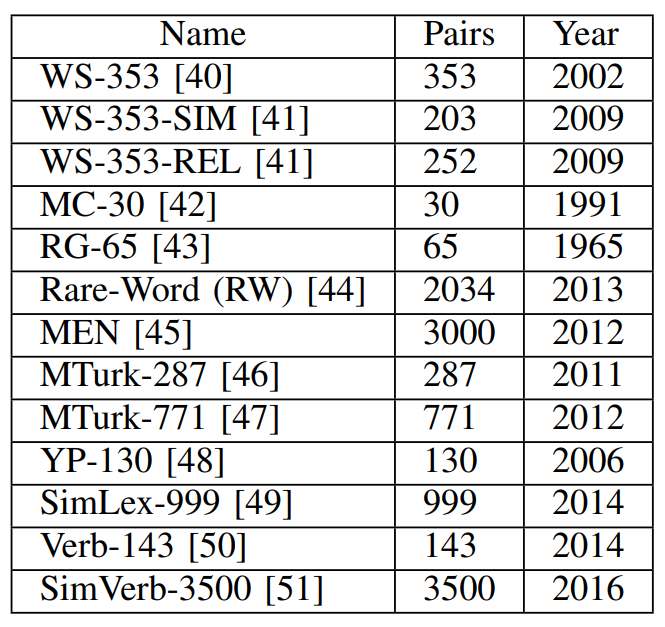 Name Pairs Year
WS-353 [40] 353 2002
WS-353-SIM [41] 203 2009
WS-353-REL [41] 252 2009
MC-30 [42] 30 1991
RG-65 [43] 65 1965
Rare-Word (RW) [44] 2034 2013
MEN [45] 3000 2012
MTurk-287 [46] 287 2011
MTurk-771 [47] 771 2012
YP-130 [48] 130 2006
SimLex-999 [49] 999 2014
Verb-143 [50] 143 2014
SimVerb-3500 [51] 3500 2016